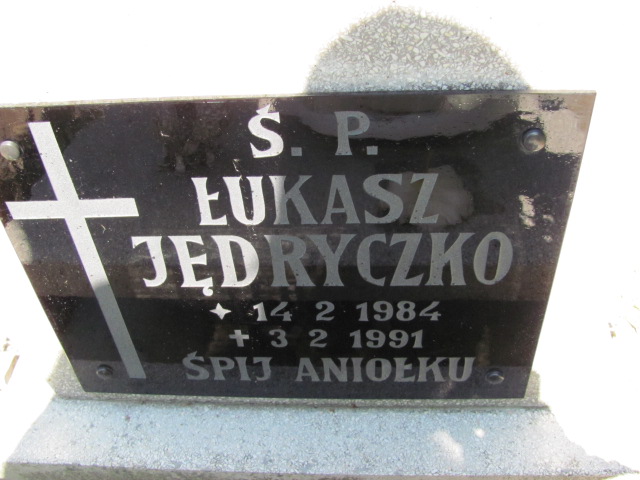 Ś. P.
ŁUKASZ
JĘDRYCZKO
✦ 14 2 1984
+ 3 2 1991
ŚPIJ ANIOŁKU